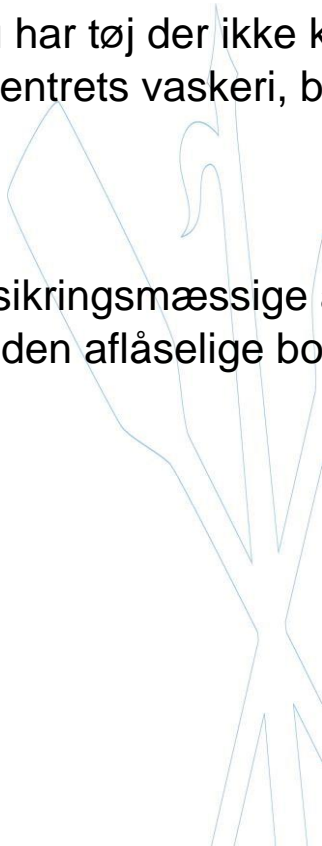 har tøj der ikke k
entrets vaskeri, b
sikringsmæssige
den aflåselige bo